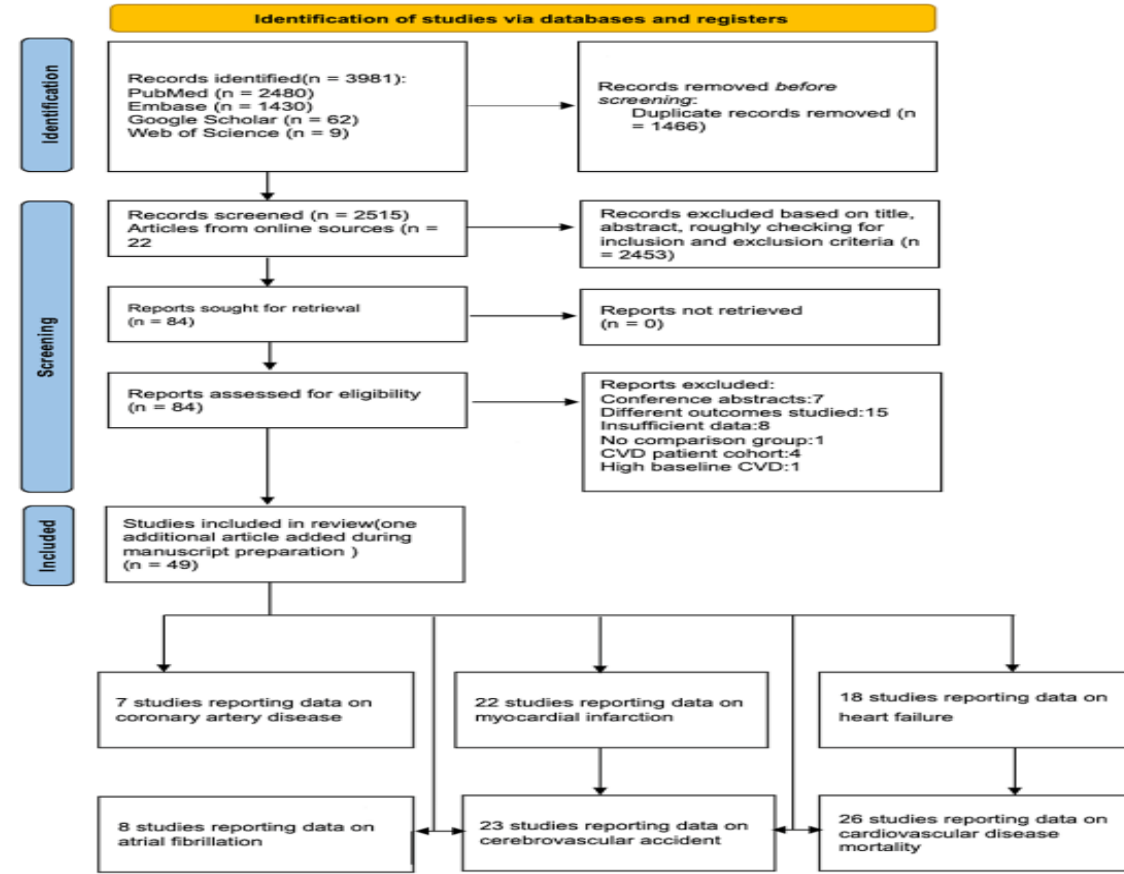 Identification of studies via databases and registers
Identification
Records identified(n = 3981):
PubMed (n = 2480)
Embase (n = 1430)
Google Scholar (n = 62)
Web of Science (n = 9)
Records removed before
screening:
Duplicate records removed (n
= 1466)
Screening
Records screened (n = 2515)
Articles from online sources (n =
22
Records excluded based on title,
abstract, roughly checking for
inclusion and exclusion criteria (n
= 2453)
Reports sought for retrieval
(n = 84)
Reports not retrieved
(n = 0)
Reports assessed for eligibility
(n = 84)
Reports excluded:
Conference abstracts:7
Different outcomes studied:15
Insufficient data:8
No comparison group:1
CVD patient cohort:4
High baseline CVD:1
Included
Studies included in review(one
additional article added during
manuscript preparation )
(n = 49)
7 studies reporting data on
coronary artery disease
22 studies reporting data on
myocardial infarction
18 studies reporting data on
heart failure
8 studies reporting data on
atrial fibrillation
23 studies reporting data on
cerebrovascular accident
26 studies reporting data on
cardiovascular disease
mortality